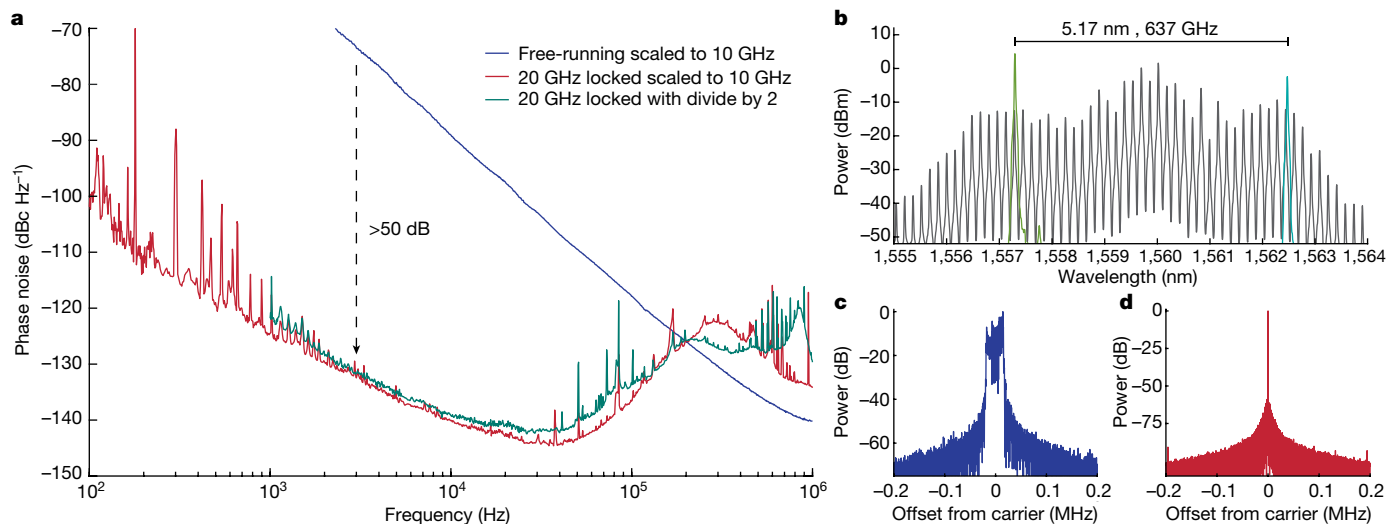 a
−70
−80
−90
−100
−110
−120
−130
−140
−150
Phase noise (dBc Hz⁻¹)
10²
10³
10⁴
10⁵
10⁶
Frequency (Hz)
Free-running scaled to 10 GHz
20 GHz locked scaled to 10 GHz
20 GHz locked with divide by 2
>50 dB
b
5.17 nm , 637 GHz
10
0
−10
−20
−30
−40
−50
Power (dBm)
1,555
1,556
1,557
1,558
1,559
1,560
1,561
1,562
1,563
1,564
Wavelength (nm)
c
0
−20
−40
−60
Power (dB)
−0.2
−0.1
0
0.1
0.2
Offset from carrier (MHz)
d
0
−25
−50
−75
Power (dB)
−0.2
−0.1
0
0.1
0.2
Offset from carrier (MHz)